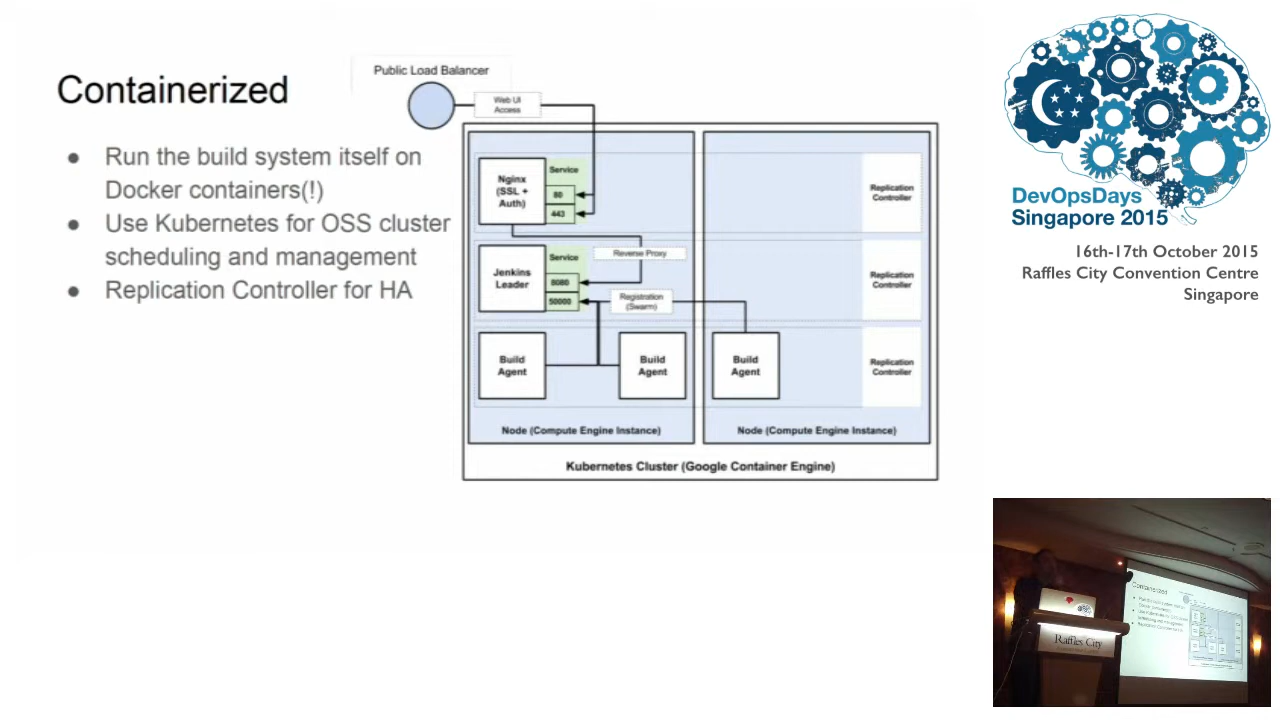 Containerized
● Run the build system itself on
Docker containers(!)
● Use Kubernetes for OSS cluster
scheduling and management
● Replication Controller for HA
Public Load Balancer
Web UI
Access
Nginx
(SSL +
Auth)
Service
80
443
Replication
Controller
Reverse Proxy
Jenkins
Leader
Service
8080
50000
Registration
(Swarm)
Replication
Controller
Build
Agent
Build
Agent
Build
Agent
Replication
Controller
Node (Compute Engine Instance)
Node (Compute Engine Instance)
Kubernetes Cluster (Google Container Engine)
DevOpsDays
Singapore 2015
16th-17th October 2015
Raffles City Convention Centre
Singapore
Containerized
Raffles City